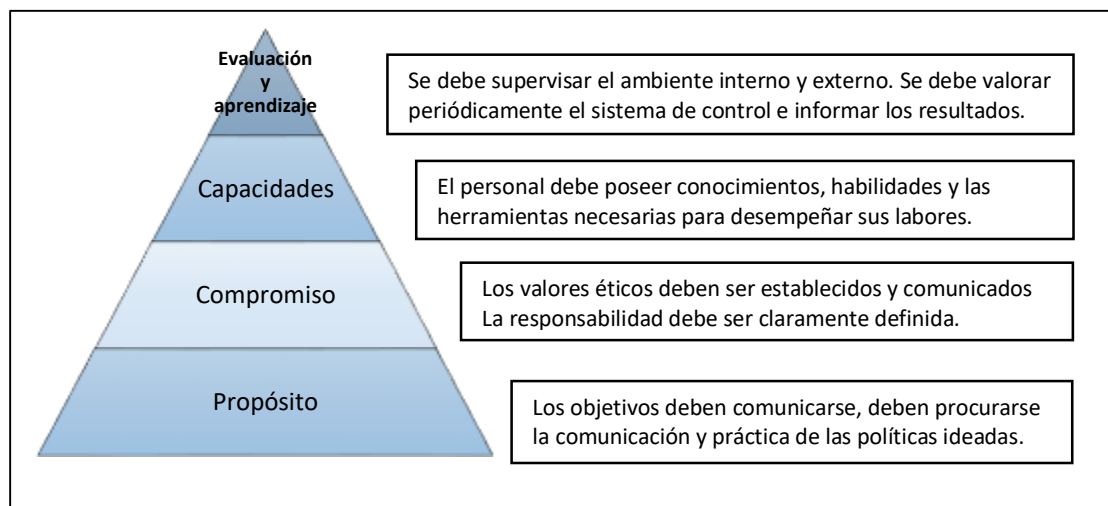 Evaluación
y
aprendizaje
Se debe supervisar el ambiente interno y externo. Se debe valorar
periódicamente el sistema de control e informar los resultados.
Capacidades
El personal debe poseer conocimientos, habilidades y las
herramientas necesarias para desempeñar sus labores.
Compromiso
Los valores éticos deben ser establecidos y comunicados
La responsabilidad debe ser claramente definida.
Propósito
Los objetivos deben comunicarse, deben procurarse
la comunicación y práctica de las políticas ideadas.